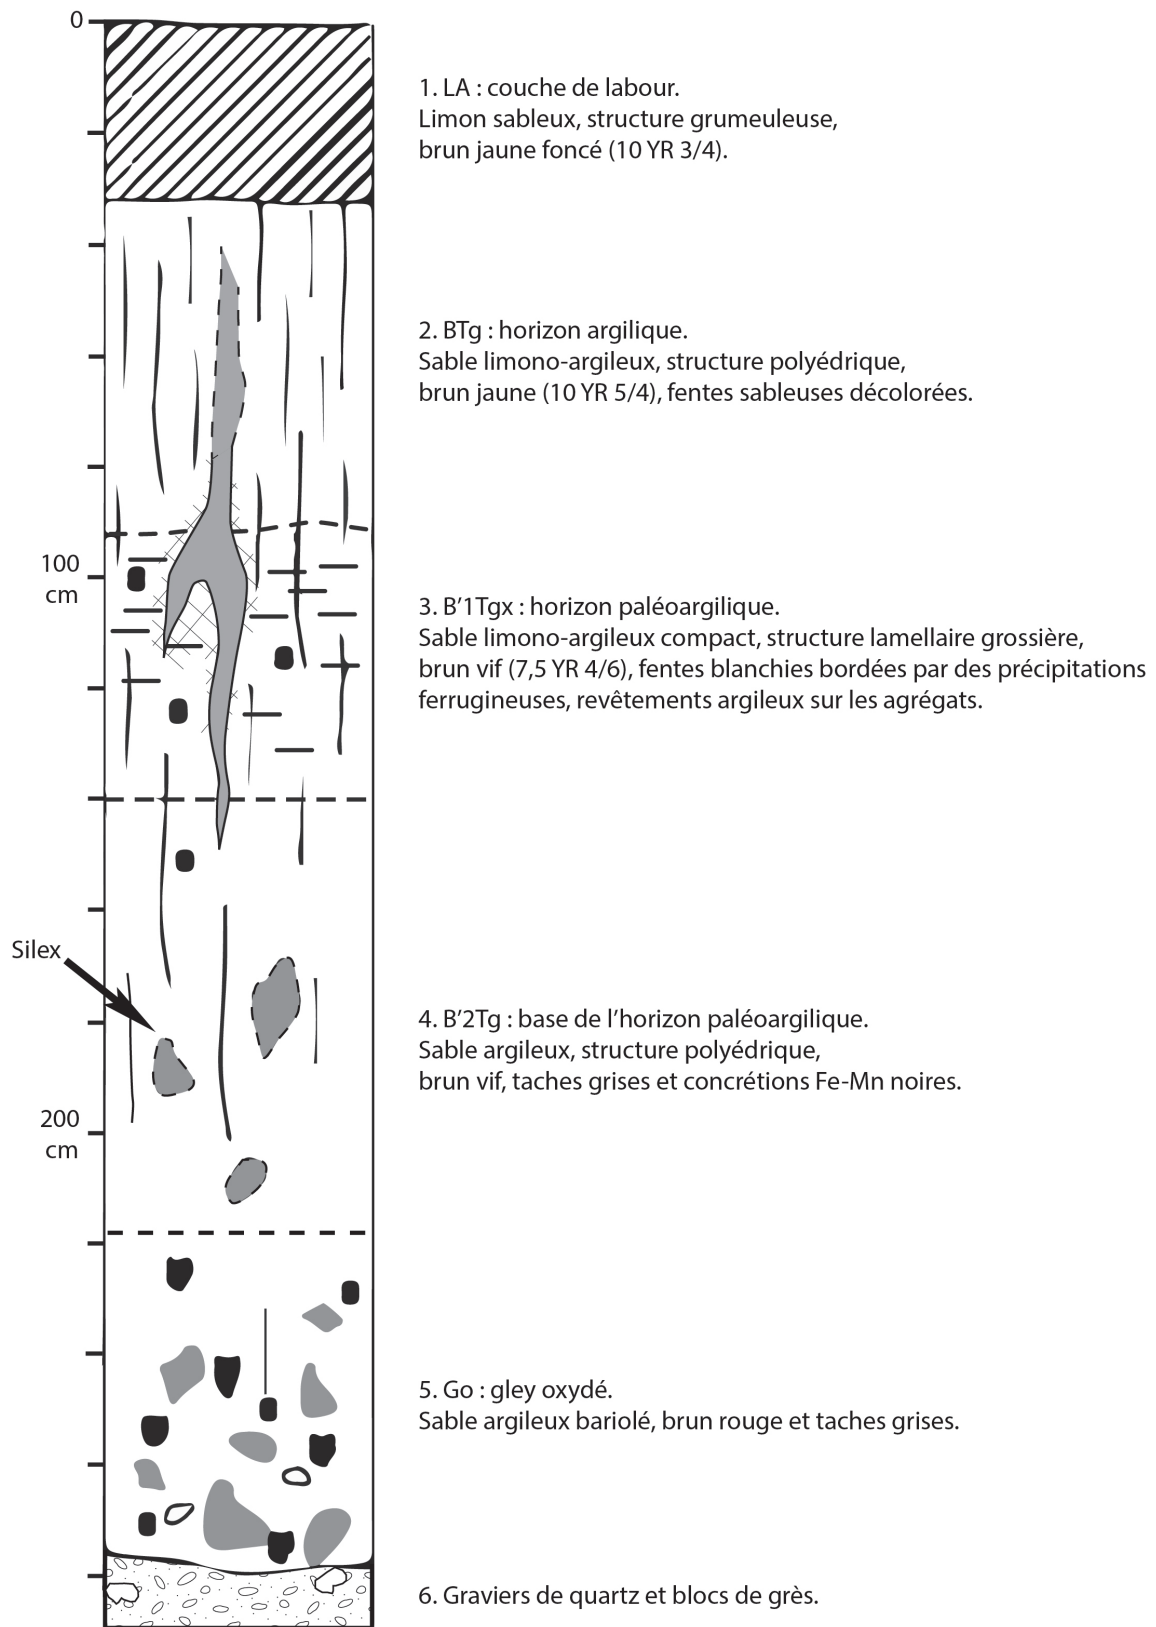 0
1. LA : couche de labour.
Limon sableux, structure grumeuleuse,
brun jaune foncé (10 YR 3/4).
2. BTg : horizon argilique.
Sable limono-argileux, structure polyédrique,
brun jaune (10 YR 5/4), fentes sableuses décolorées.
100
cm
3. B’1Tgx : horizon paléoargilique.
Sable limono-argileux compact, structure lamellaire grossière,
brun vif (7,5 YR 4/6), fentes blanchies bordées par des précipitations
ferrugineuses, revêtements argileux sur les agrégats.
Silex
4. B’2Tg : base de l’horizon paléoargilique.
Sable argileux, structure polyédrique,
brun vif, taches grises et concrétions Fe-Mn noires.
200
cm
5. Go : gley oxydé.
Sable argileux bariolé, brun rouge et taches grises.
6. Graviers de quartz et blocs de grès.